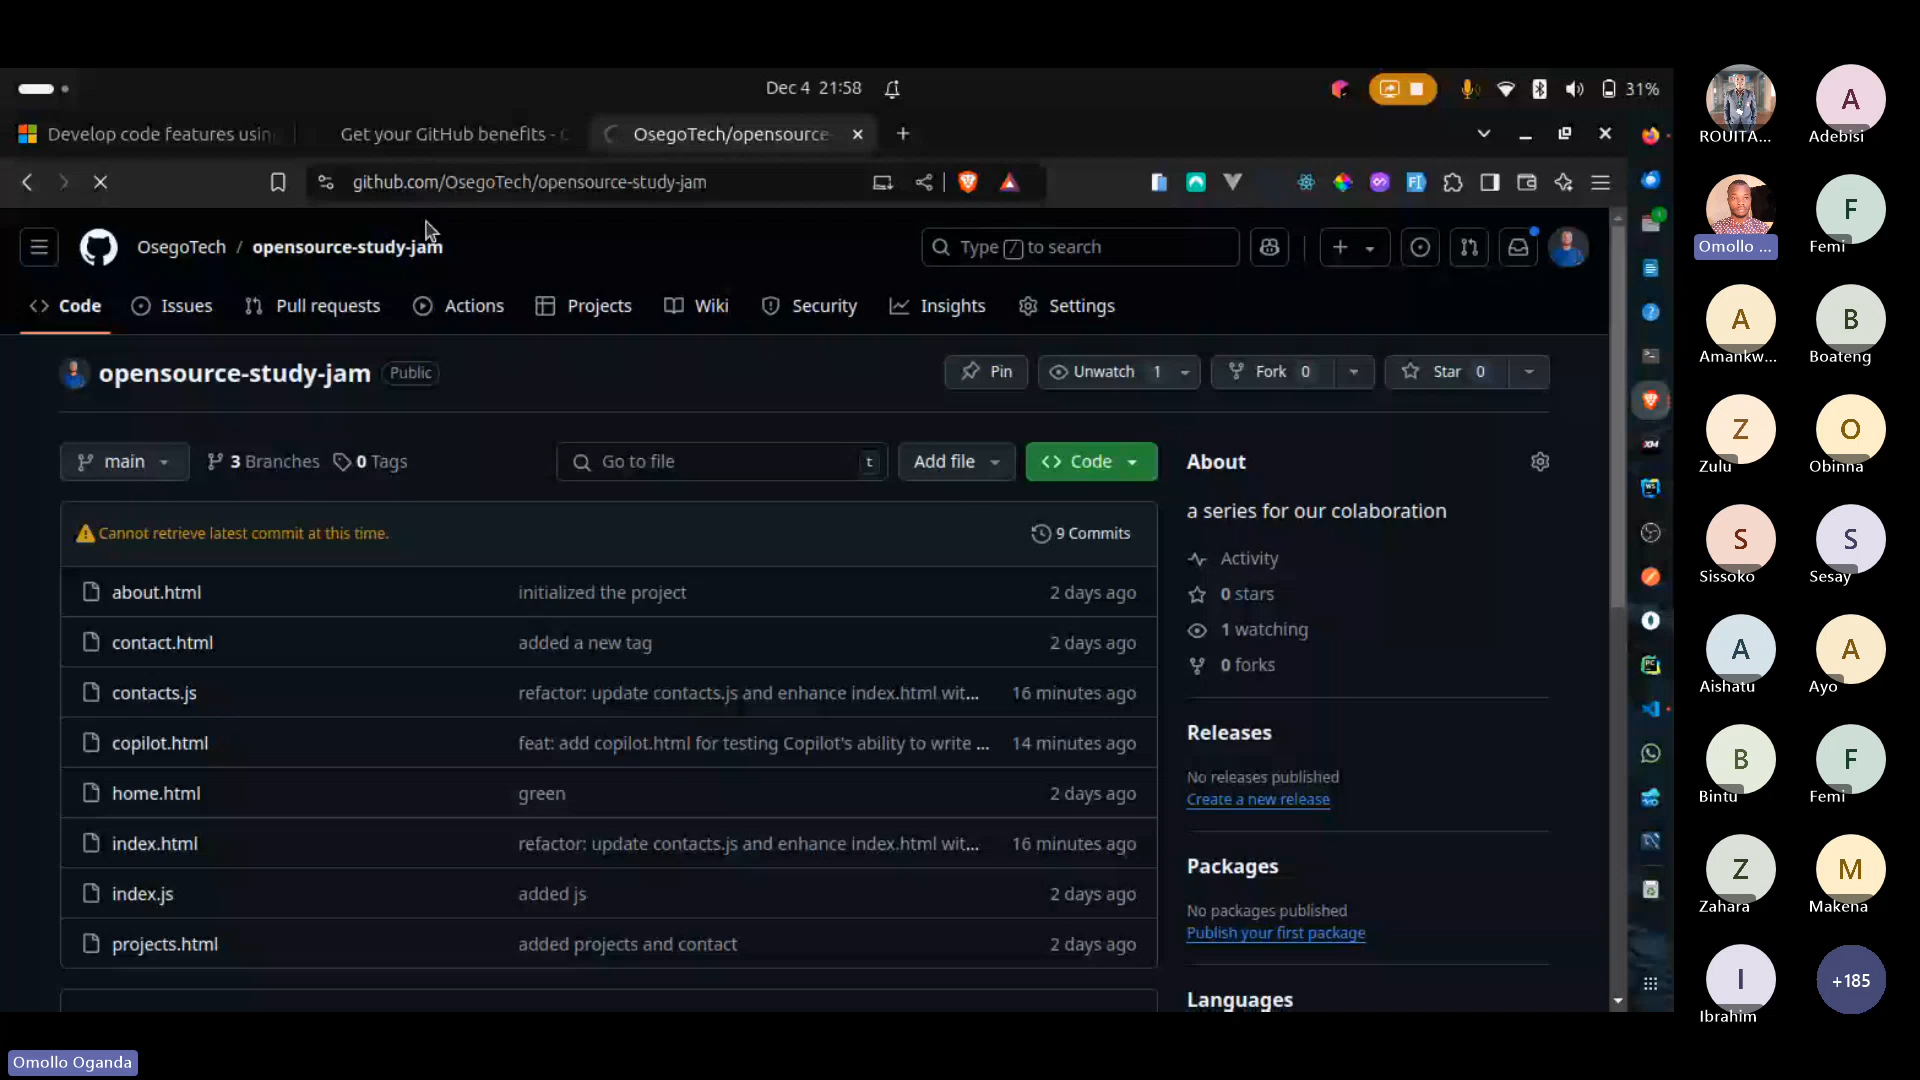 Dec 4 21:58
31%
Develop code features usin
Get your GitHub benefits -
OsegoTech/opensource-
github.com/OsegoTech/opensource-study-jam
OsegoTech / opensource-study-jam
Type / to search
Code
Issues
Pull requests
Actions
Projects
Wiki
Security
Insights
Settings
opensource-study-jam
Public
Pin
Unwatch 1
Fork 0
Star 0
main
3 Branches
0 Tags
Go to file
t
Add file
Code
Cannot retrieve latest commit at this time.
9 Commits
about.html
initialized the project
2 days ago
contact.html
added a new tag
2 days ago
contacts.js
refactor: update contacts.js and enhance index.html wit...
16 minutes ago
copilot.html
feat: add copilot.html for testing Copilot's ability to write ...
14 minutes ago
home.html
green
2 days ago
index.html
refactor: update contacts.js and enhance index.html wit...
16 minutes ago
index.js
added js
2 days ago
projects.html
added projects and contact
2 days ago
About
a series for our colaboration
Activity
0 stars
1 watching
0 forks
Releases
No releases published
Create a new release
Packages
No packages published
Publish your first package
Languages
ROUITA...
A
Adebisi
Omollo ...
F
Femi
A
Amankw...
B
Boateng
Z
Zulu
O
Obinna
S
Sissoko
S
Sesay
A
Aishatu
A
Ayo
B
Bintu
F
Femi
Z
Zahara
M
Makena
I
Ibrahim
+185
Omollo Oganda